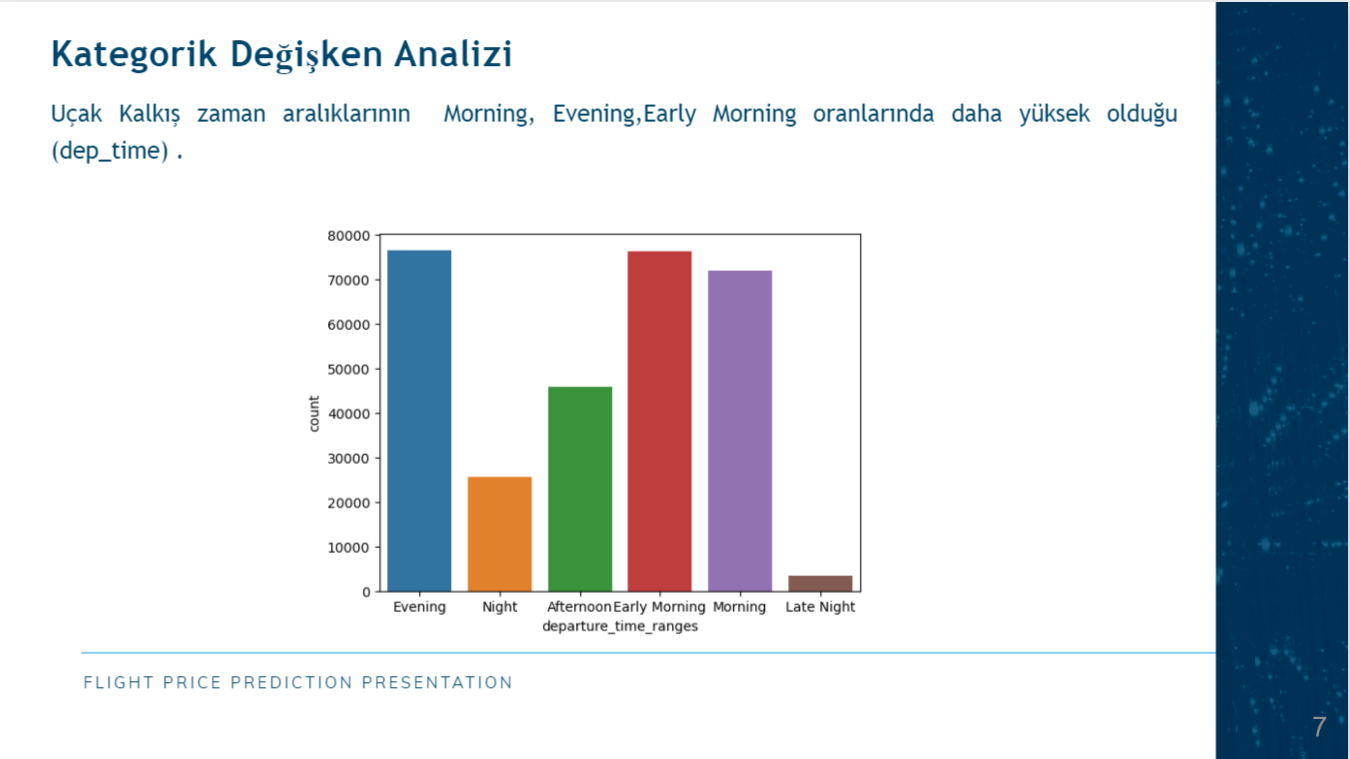 Kategorik Değişken Analizi
Uçak Kalkış zaman aralıklarının Morning, Evening,Early Morning oranlarında daha yüksek olduğu
(dep_time) .
80000
70000
60000
50000
40000
30000
20000
10000
0
count
Evening Night Afternoon Early Morning Morning Late Night
departure_time_ranges
FLIGHT PRICE PREDICTION PRESENTATION
7